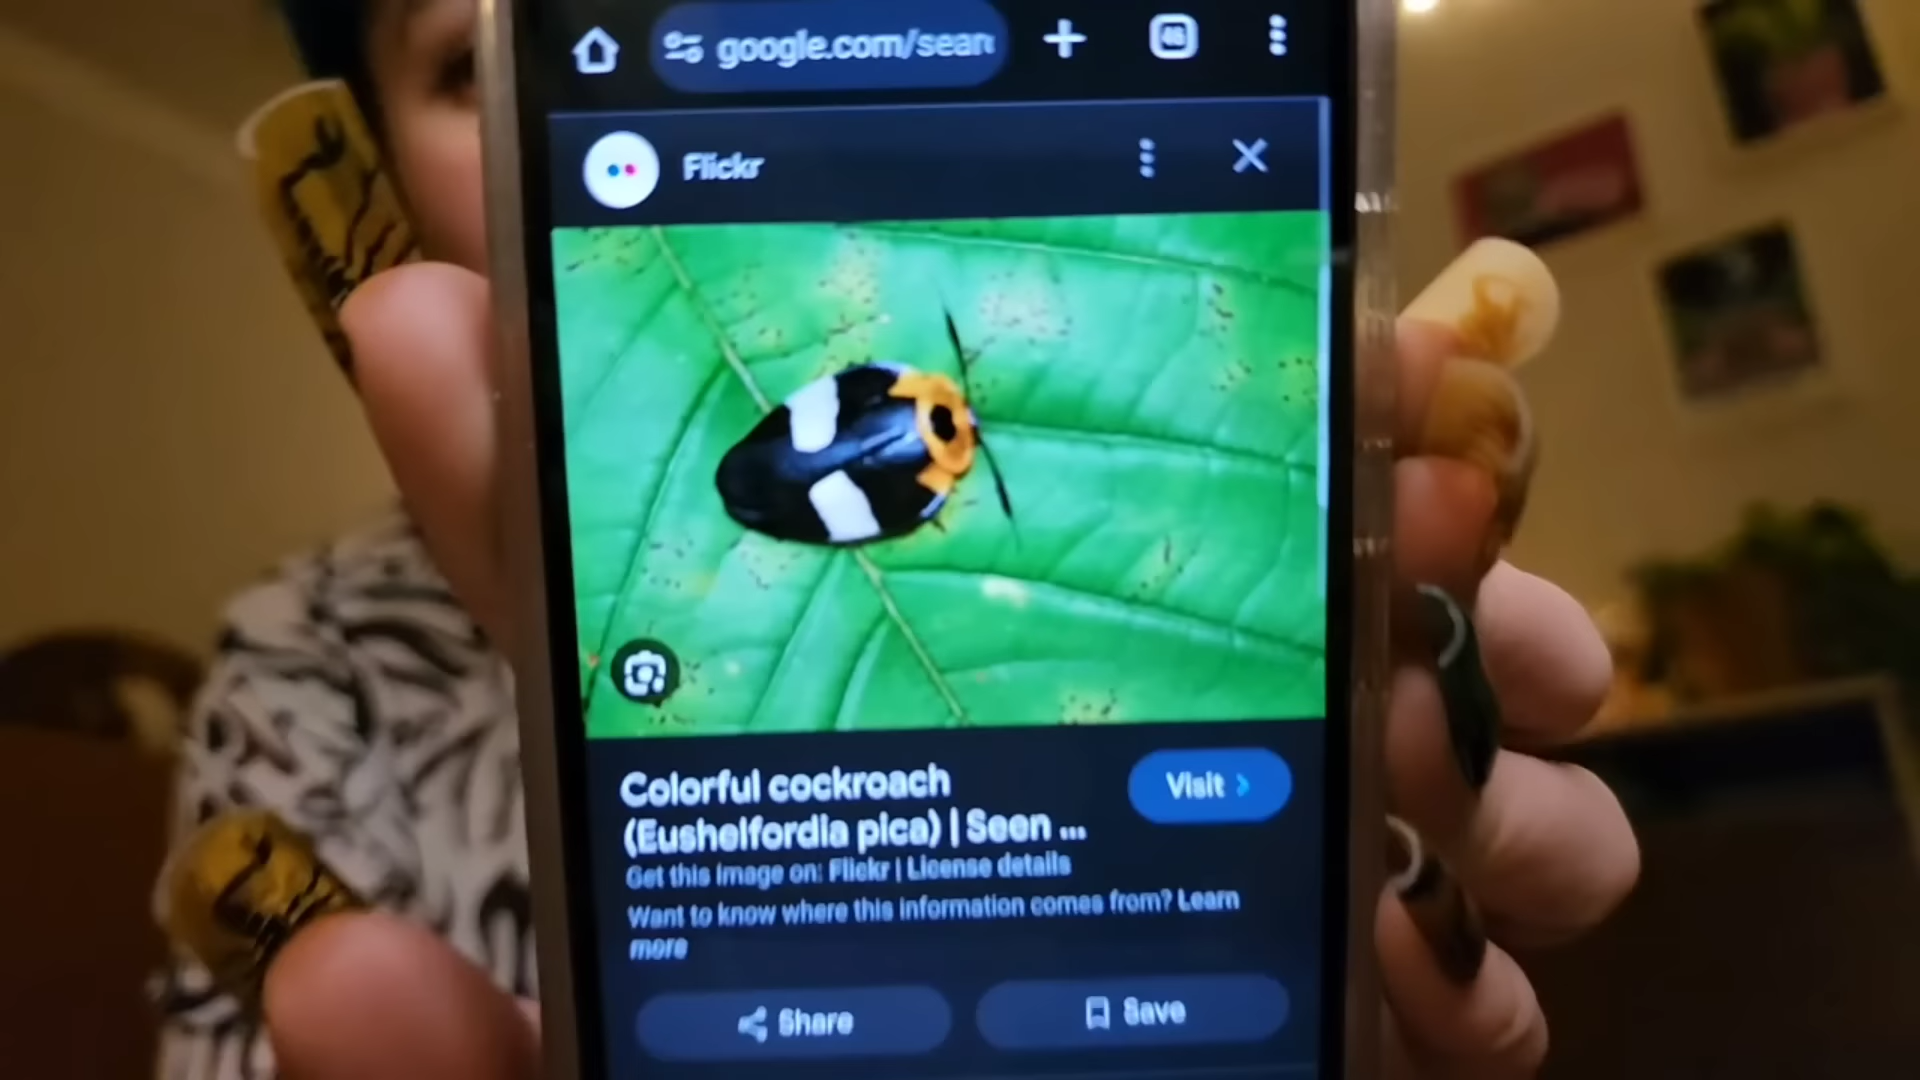 google.com/sear
46
Flickr
Colorful cockroach
(Eushelfordia pica) | Seen ...
Visit
Get this image on: Flickr | License details
Want to know where this information comes from? Learn
more
Share
Save